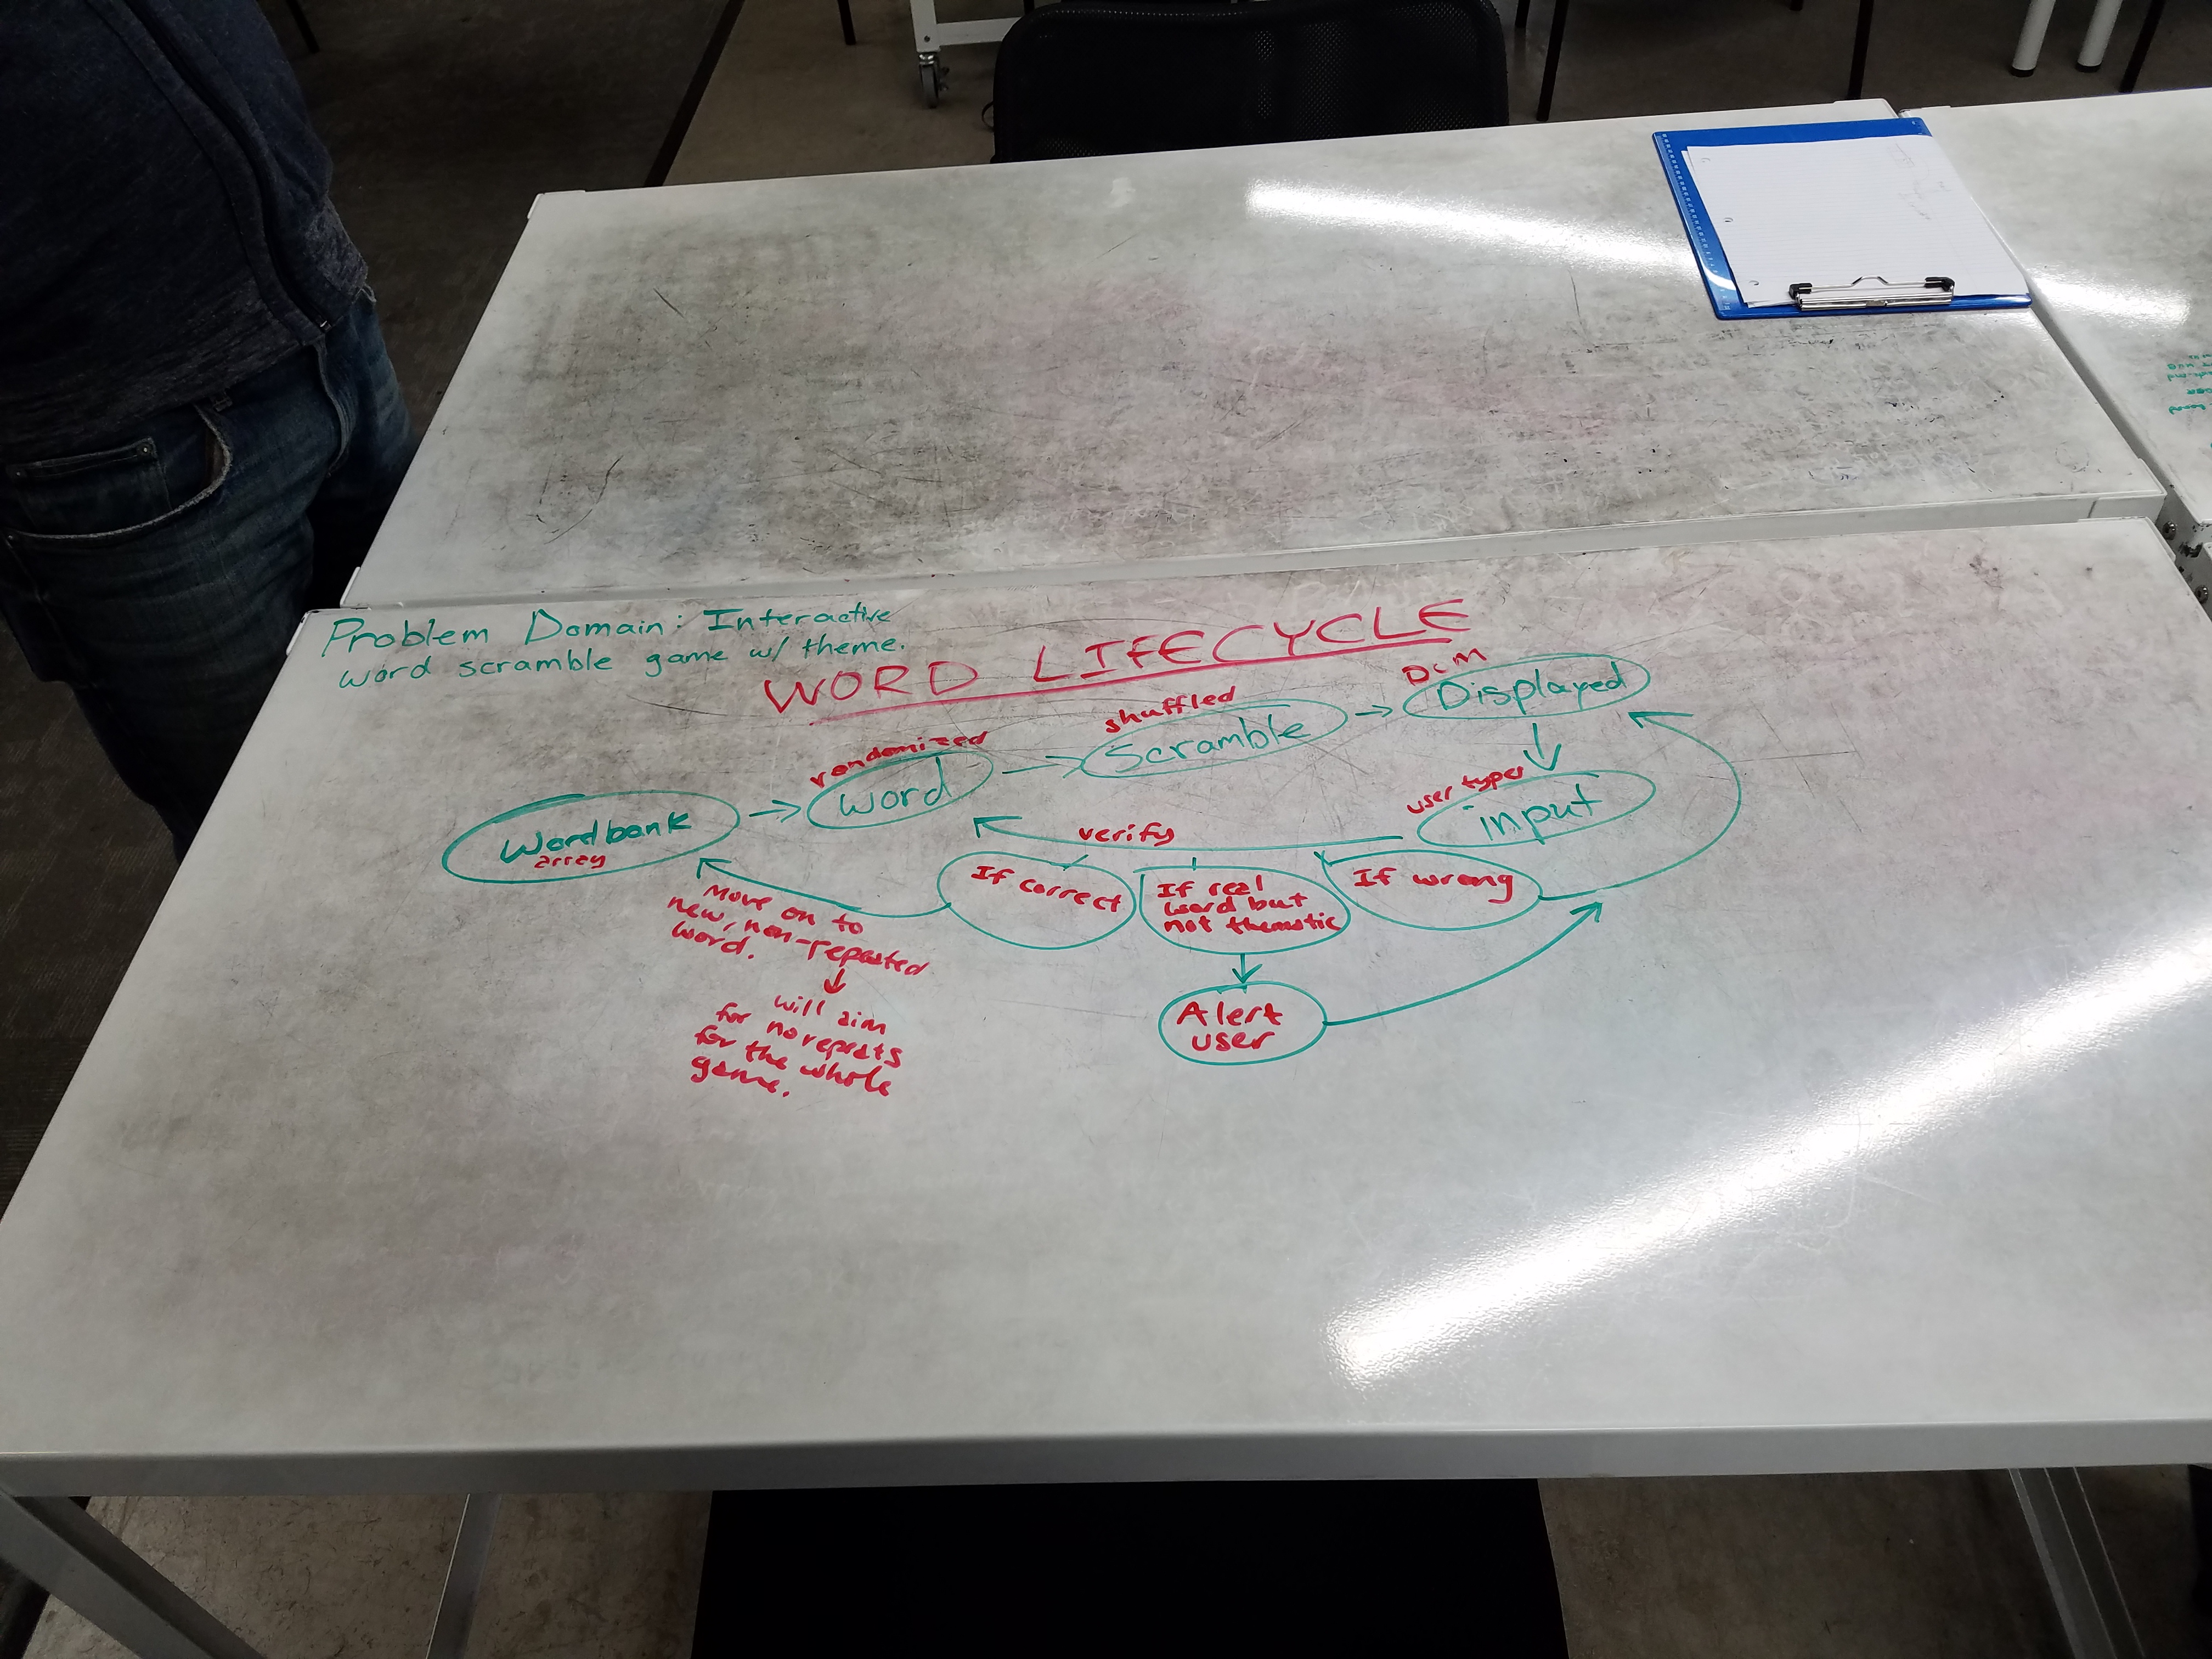 Problem Domain: Interactive
word scramble game w/ theme.
WORD LIFECYCLE
DOM
Displayed
shuffled
Scramble
randomized
word
user types
input
Wordbank
array
verify
If correct
If real
word but
not thematic
If wrong
Move on to
new, non-repeated
word.
will aim
for no repeats
for the whole
game.
Alert
user